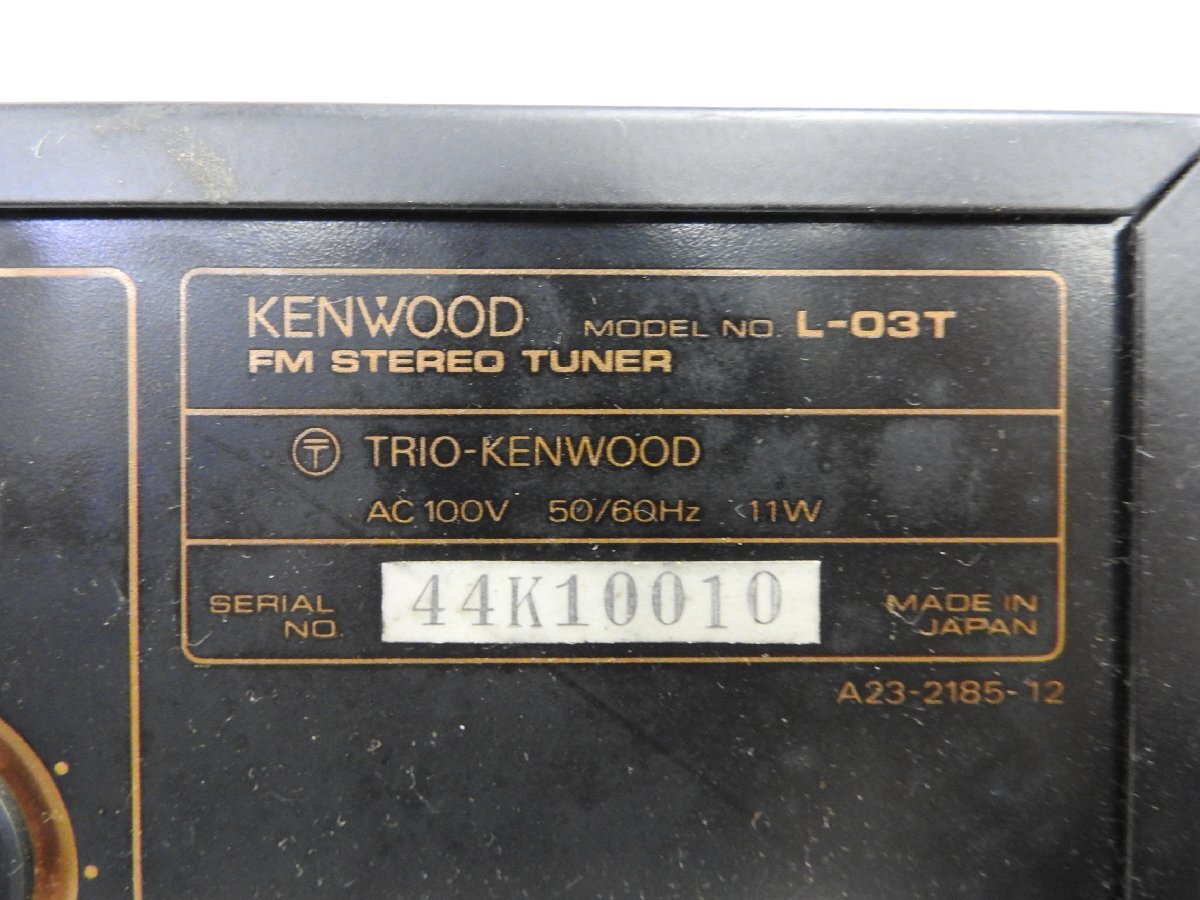 KENWOOD MODEL NO. L-03T
FM STEREO TUNER
〒 TRIO-KENWOOD
AC 100V 50/60Hz 11W
SERIAL NO. 44K10010
MADE IN JAPAN
A23-2185-12